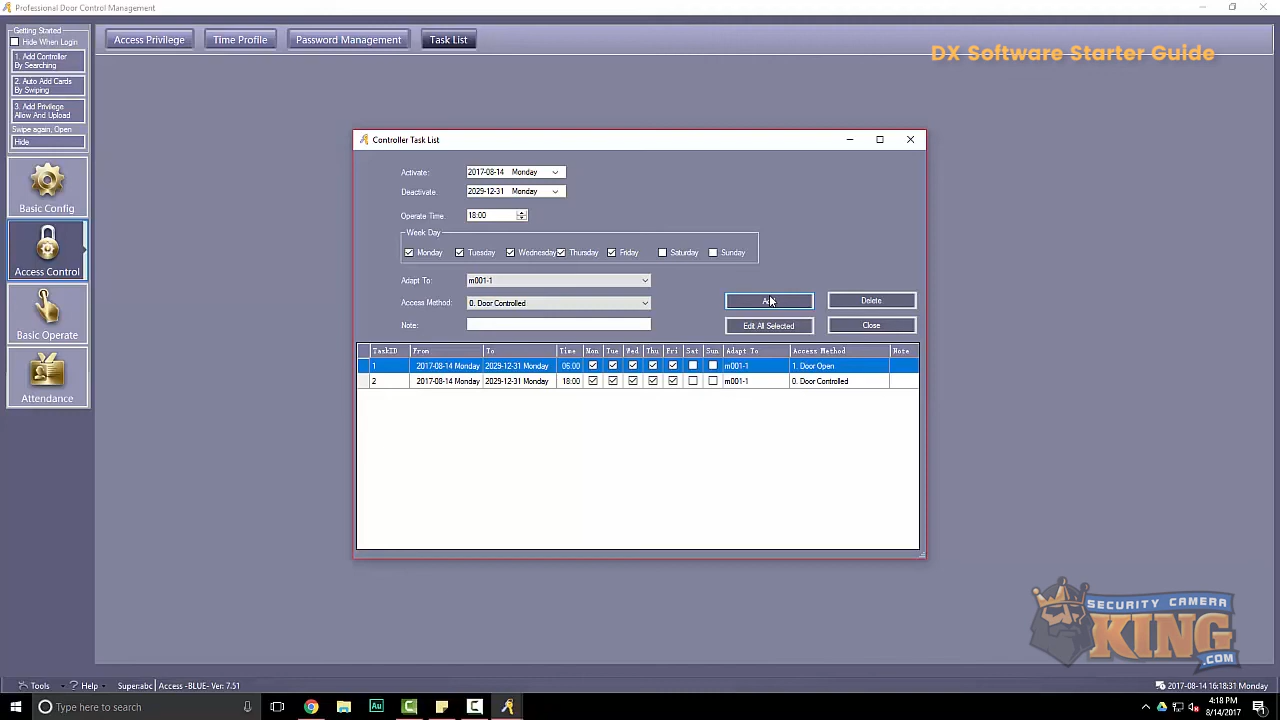 Professional Door Control Management
Getting Started
Hide When Login
1. Add Controller
By Searching
2. Auto Add Cards
By Swiping
3. Add Privilege
Allow And Upload
Swipe again, Open
Hide
Basic Config
Access Control
Basic Operate
Attendance
Access Privilege Time Profile Password Management Task List
DX Software Starter Guide
Controller Task List
Activate: 2017-08-14 Monday
Deactivate 2029-12-31 Monday
Operate Time: 18:00
Week Day
Monday Tuesday Wednesday Thursday Friday Saturday Sunday
Adapt To: m001-1
Access Method: 0. Door Controlled
Note:
Delete
Edit All Selected Close
TaskID From To Time Mon Tue Wed Thu Fri Sat Sun Adapt To Access Method Note
1 2017-08-14 Monday 2029-12-31 Monday 06:00 m001-1 1. Door Open
2 2017-08-14 Monday 2029-12-31 Monday 18:00 m001-1 0. Door Controlled
SECURITY CAMERA
KING
.COM
Tools Help Super:abc Access -BLUE- Ver: 7.51 2017-08-14 16:18:31 Monday
Type here to search
Au
4:18 PM
8/14/2017
1